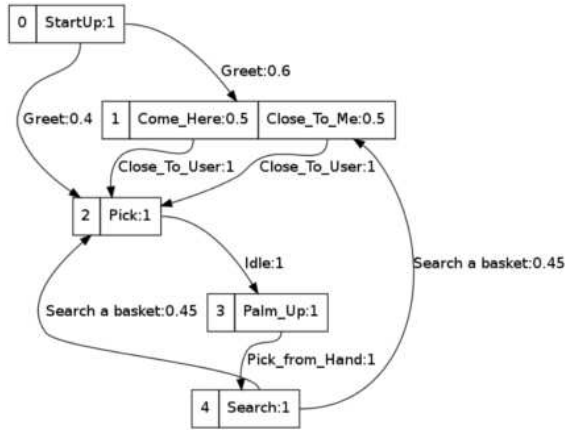 0 StartUp:1
Greet:0.6
Greet:0.4
1 Come_Here:0.5 Close_To_Me:0.5
Close_To_User:1 Close_To_User:1
2 Pick:1
Idle:1
Search a basket:0.45
Search a basket:0.45
3 Palm_Up:1
Pick_from_Hand:1
4 Search:1